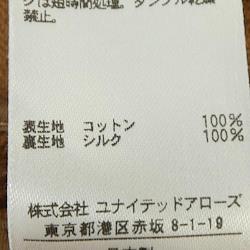 クは短時間処理。タンブル乾燥
禁止。
表生地 コットン 100%
裏生地 シルク 100%
株式会社 ユナイテッドアローズ
東京都港区赤坂 8-1-19